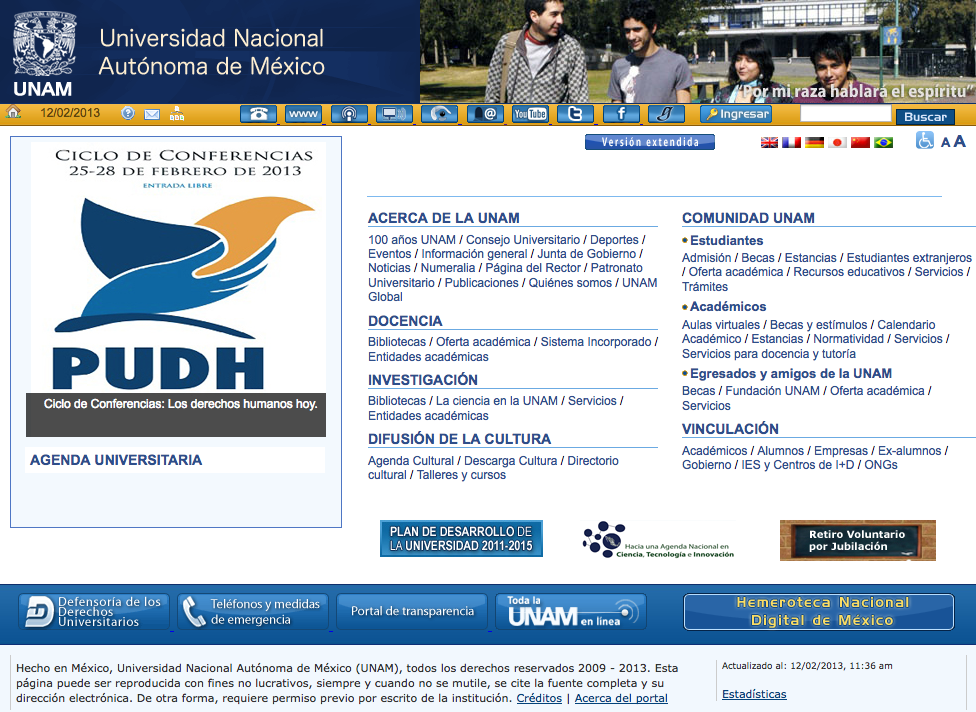 Universidad Nacional
Autónoma de México
UNAM
"Por mi raza hablará el espíritu"
12/02/2013
www
@
You Tube
t
f
Ingresar
Buscar
Versión extendida
A A
CICLO DE CONFERENCIAS
25-28 DE FEBRERO DE 2013
ENTRADA LIBRE
PUDH
Ciclo de Conferencias: Los derechos humanos hoy.
AGENDA UNIVERSITARIA
ACERCA DE LA UNAM
100 años UNAM / Consejo Universitario / Deportes /
Eventos / Información general / Junta de Gobierno /
Noticias / Numeralia / Página del Rector / Patronato
Universitario / Publicaciones / Quiénes somos / UNAM
Global
DOCENCIA
Bibliotecas / Oferta académica / Sistema Incorporado /
Entidades académicas
INVESTIGACIÓN
Bibliotecas / La ciencia en la UNAM / Servicios /
Entidades académicas
DIFUSIÓN DE LA CULTURA
Agenda Cultural / Descarga Cultura / Directorio
cultural / Talleres y cursos
COMUNIDAD UNAM
Estudiantes
Admisión / Becas / Estancias / Estudiantes extranjeros
/ Oferta académica / Recursos educativos / Servicios /
Trámites
Académicos
Aulas virtuales / Becas y estímulos / Calendario
Académico / Estancias / Normatividad / Servicios /
Servicios para docencia y tutoría
Egresados y amigos de la UNAM
Becas / Fundación UNAM / Oferta académica /
Servicios
VINCULACIÓN
Académicos / Alumnos / Empresas / Ex-alumnos /
Gobierno / IES y Centros de I+D / ONGs
PLAN DE DESARROLLO DE
LA UNIVERSIDAD 2011-2015
Hacia una Agenda Nacional en
Ciencia, Tecnología e Innovación
Retiro Voluntario
por Jubilación
Defensoría de los
Derechos
Universitarios
Teléfonos y medidas
de emergencia
Portal de transparencia
Toda la
UNAM en línea
Hemeroteca Nacional
Digital de México
Hecho en México, Universidad Nacional Autónoma de México (UNAM), todos los derechos reservados 2009 - 2013. Esta
página puede ser reproducida con fines no lucrativos, siempre y cuando no se mutile, se cite la fuente completa y su
dirección electrónica. De otra forma, requiere permiso previo por escrito de la institución. Créditos | Acerca del portal
Actualizado al: 12/02/2013, 11:36 am
Estadísticas